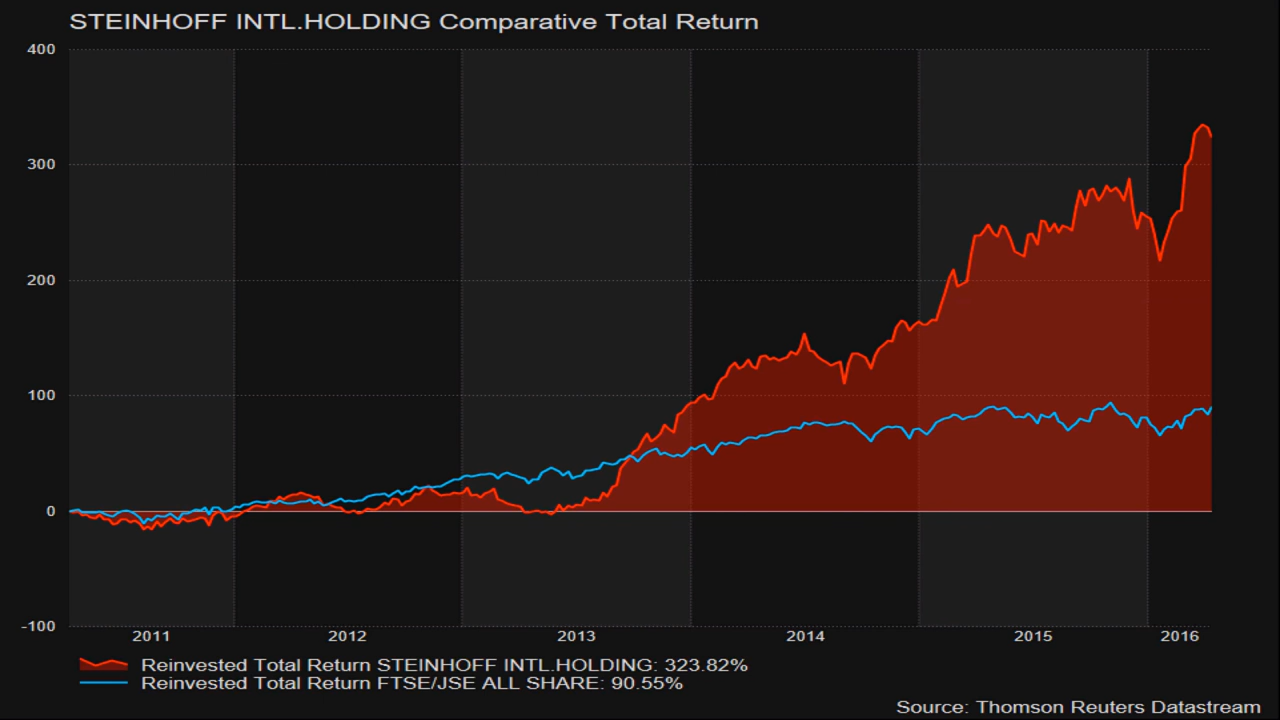 STEINHOFF INTL.HOLDING Comparative Total Return
400
300
200
100
0
-100
2011 2012 2013 2014 2015 2016
Reinvested Total Return STEINHOFF INTL.HOLDING: 323.82%
Reinvested Total Return FTSE/JSE ALL SHARE: 90.55%
Source: Thomson Reuters Datastream